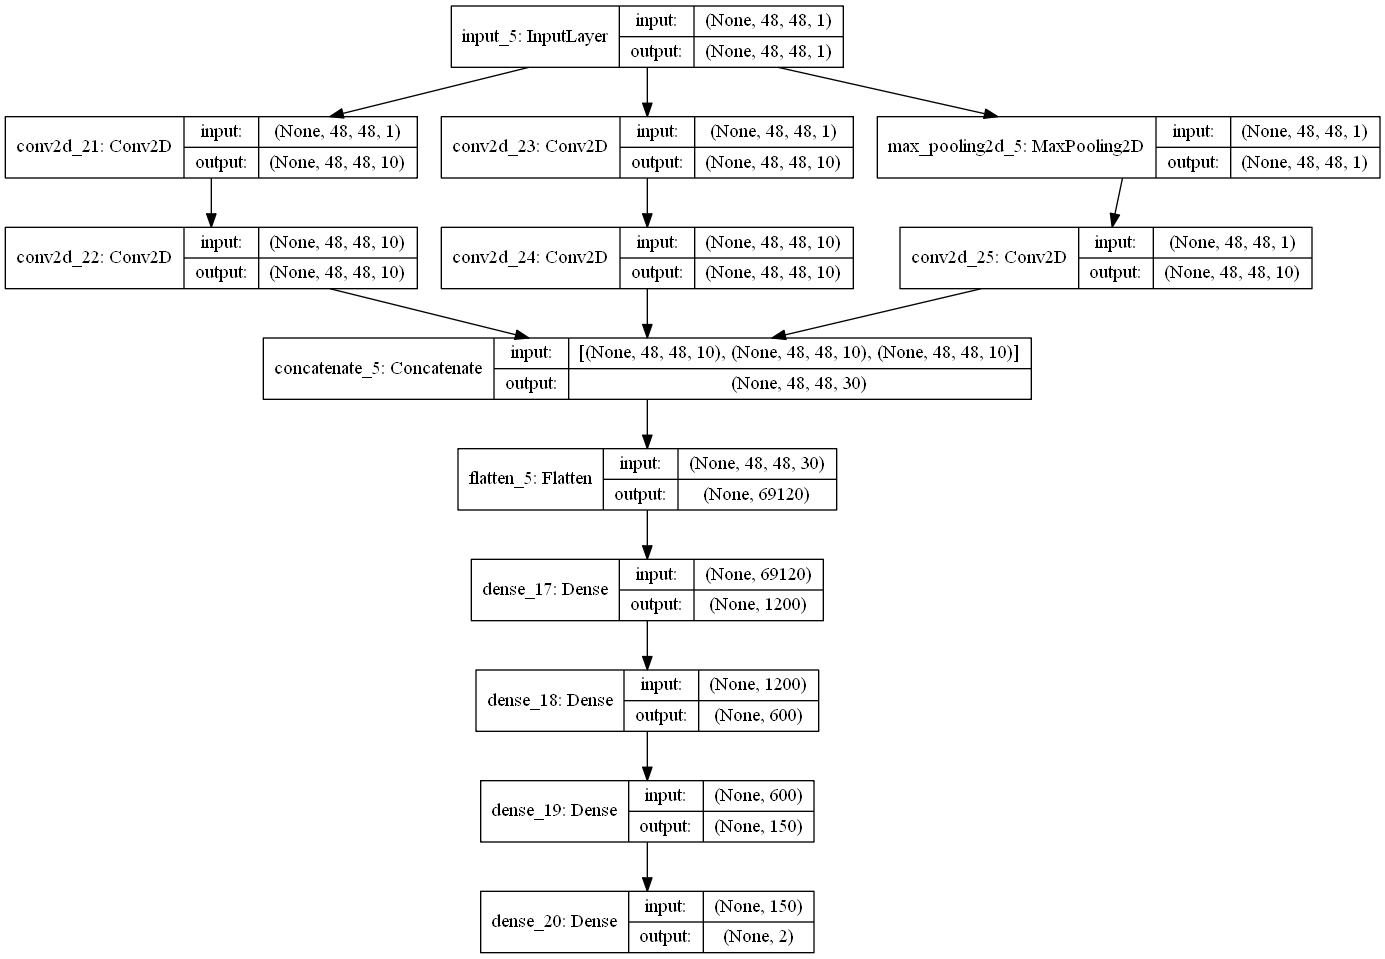 input_5: InputLayer
input: (None, 48, 48, 1)
output: (None, 48, 48, 1)
conv2d_21: Conv2D
input: (None, 48, 48, 1)
output: (None, 48, 48, 10)
conv2d_23: Conv2D
input: (None, 48, 48, 1)
output: (None, 48, 48, 10)
max_pooling2d_5: MaxPooling2D
input: (None, 48, 48, 1)
output: (None, 48, 48, 1)
conv2d_22: Conv2D
input: (None, 48, 48, 10)
output: (None, 48, 48, 10)
conv2d_24: Conv2D
input: (None, 48, 48, 10)
output: (None, 48, 48, 10)
conv2d_25: Conv2D
input: (None, 48, 48, 1)
output: (None, 48, 48, 10)
concatenate_5: Concatenate
input: [(None, 48, 48, 10), (None, 48, 48, 10), (None, 48, 48, 10)]
output: (None, 48, 48, 30)
flatten_5: Flatten
input: (None, 48, 48, 30)
output: (None, 69120)
dense_17: Dense
input: (None, 69120)
output: (None, 1200)
dense_18: Dense
input: (None, 1200)
output: (None, 600)
dense_19: Dense
input: (None, 600)
output: (None, 150)
dense_20: Dense
input: (None, 150)
output: (None, 2)